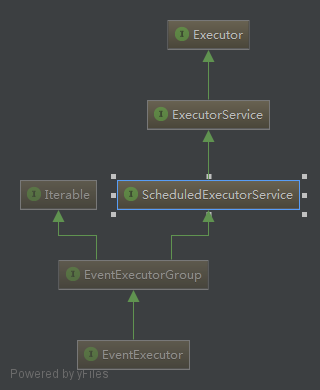 I Executor
I ExecutorService
I Iterable
I ScheduledExecutorService
I EventExecutorGroup
I EventExecutor
Powered by yFiles